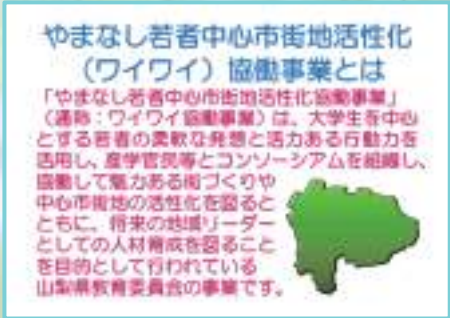 やまなし若者中心市街地活性化
（ワイワイ）協働事業とは
「やまなし若者中心市街地活性化協働事業」
（通称：ワイワイ協働事業）は、大学生を中心
とする若者の柔軟な発想と活力ある行動力を
活用し、産学官民等とコンソーシアムを組織し、
協働して魅力ある街づくりや
中心市街地の活性化を図ると
ともに、将来の地域リーダー
としての人材育成を図ること
を目的として行われている
山梨県教育委員会の事業です。